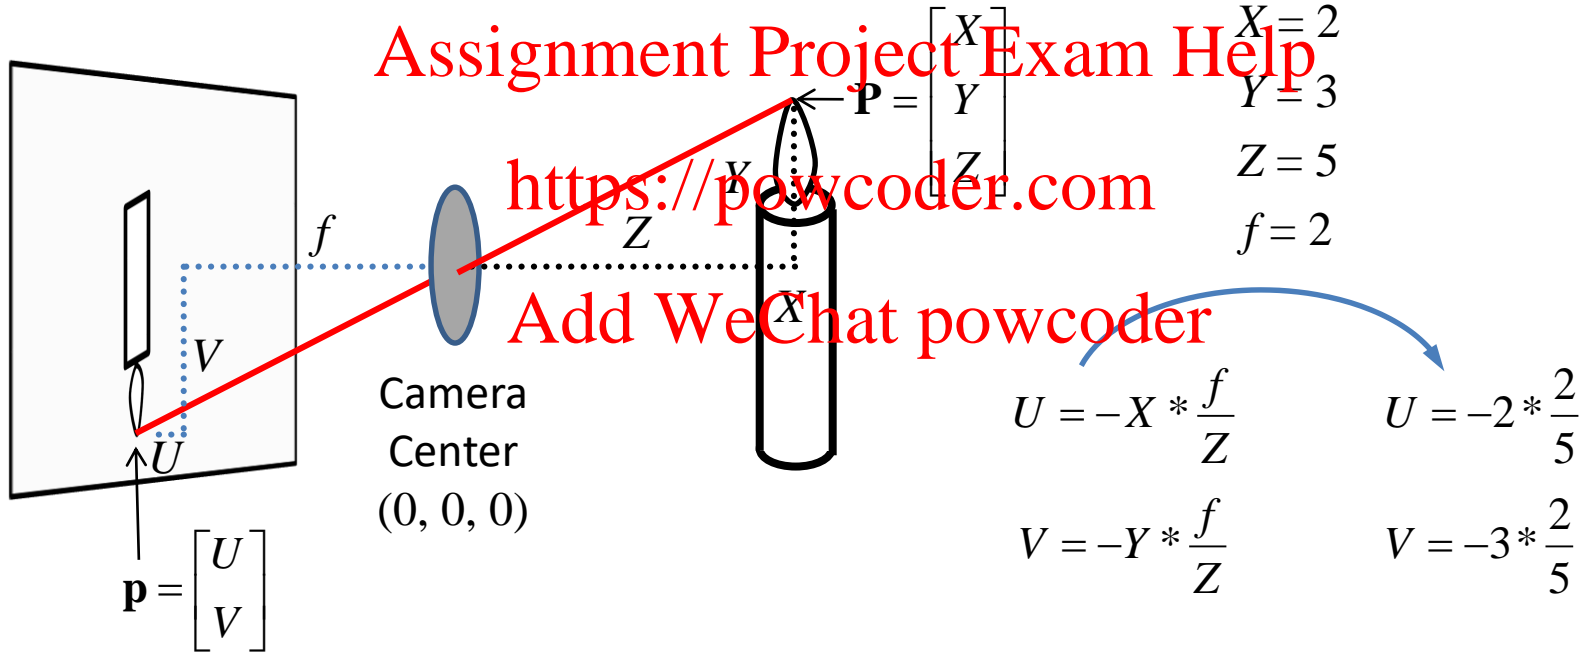 Assignment Project Exam Help
https://powcoder.com
Add WeChat powcoder
P = [X
Y
Z]
X = 2
Y = 3
Z = 5
f = 2
f
Z
Y
X
V
U
Camera
Center
(0, 0, 0)
p = [U
V]
U = −X * f/Z
U = −2 * 2/5
V = −Y * f/Z
V = −3 * 2/5